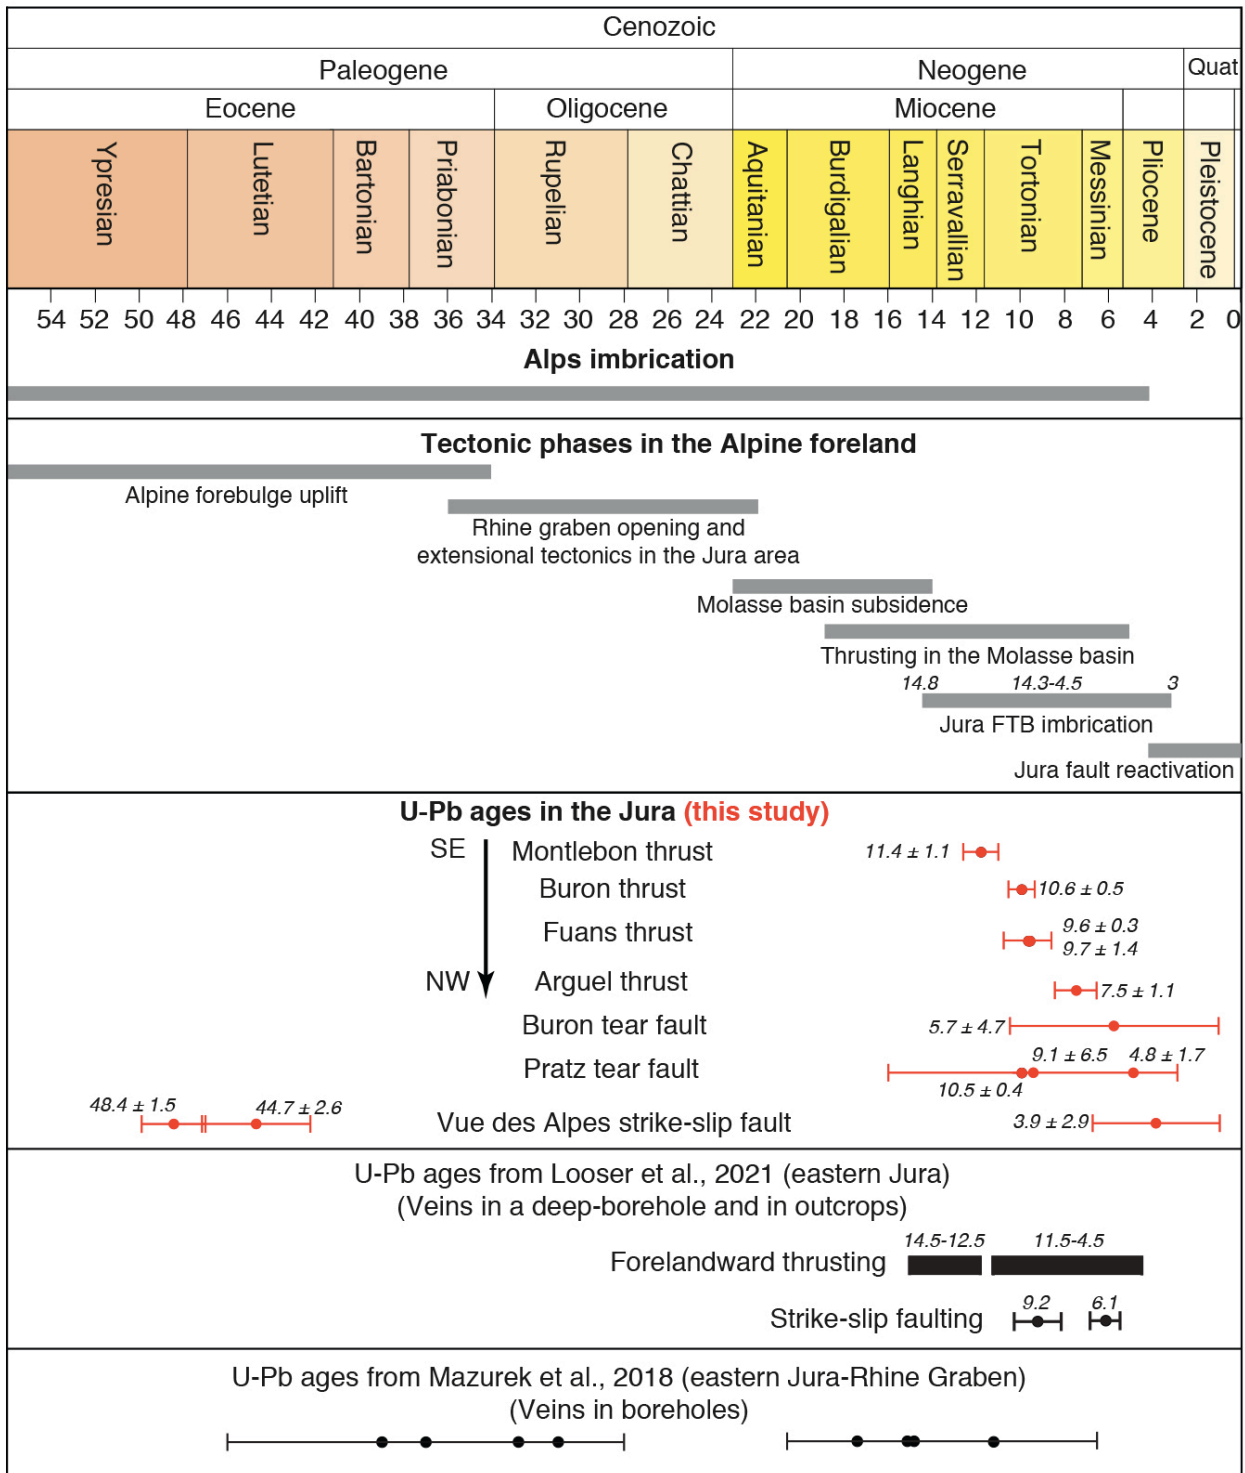 Cenozoic
Paleogene Neogene Quat
Eocene Oligocene Miocene
Ypresian Lutetian Bartonian Priabonian Rupelian Chattian Aquitanian Burdigalian Langhian Serravallian Tortonian Messinian Pliocene Pleistocene
54 52 50 48 46 44 42 40 38 36 34 32 30 28 26 24 22 20 18 16 14 12 10 8 6 4 2 0
Alps imbrication
Tectonic phases in the Alpine foreland
Alpine forebulge uplift
Rhine graben opening and
extensional tectonics in the Jura area
Molasse basin subsidence
Thrusting in the Molasse basin
14.8 14.3-4.5 3
Jura FTB imbrication
Jura fault reactivation
U-Pb ages in the Jura (this study)
SE Montlebon thrust 11.4 ± 1.1
Buron thrust 10.6 ± 0.5
Fuans thrust 9.6 ± 0.3
9.7 ± 1.4
NW Arguel thrust 7.5 ± 1.1
Buron tear fault 5.7 ± 4.7
Pratz tear fault 9.1 ± 6.5 4.8 ± 1.7
10.5 ± 0.4
48.4 ± 1.5 44.7 ± 2.6 Vue des Alpes strike-slip fault 3.9 ± 2.9
U-Pb ages from Looser et al., 2021 (eastern Jura)
(Veins in a deep-borehole and in outcrops)
14.5-12.5 11.5-4.5
Forelandward thrusting
9.2 6.1
Strike-slip faulting
U-Pb ages from Mazurek et al., 2018 (eastern Jura-Rhine Graben)
(Veins in boreholes)